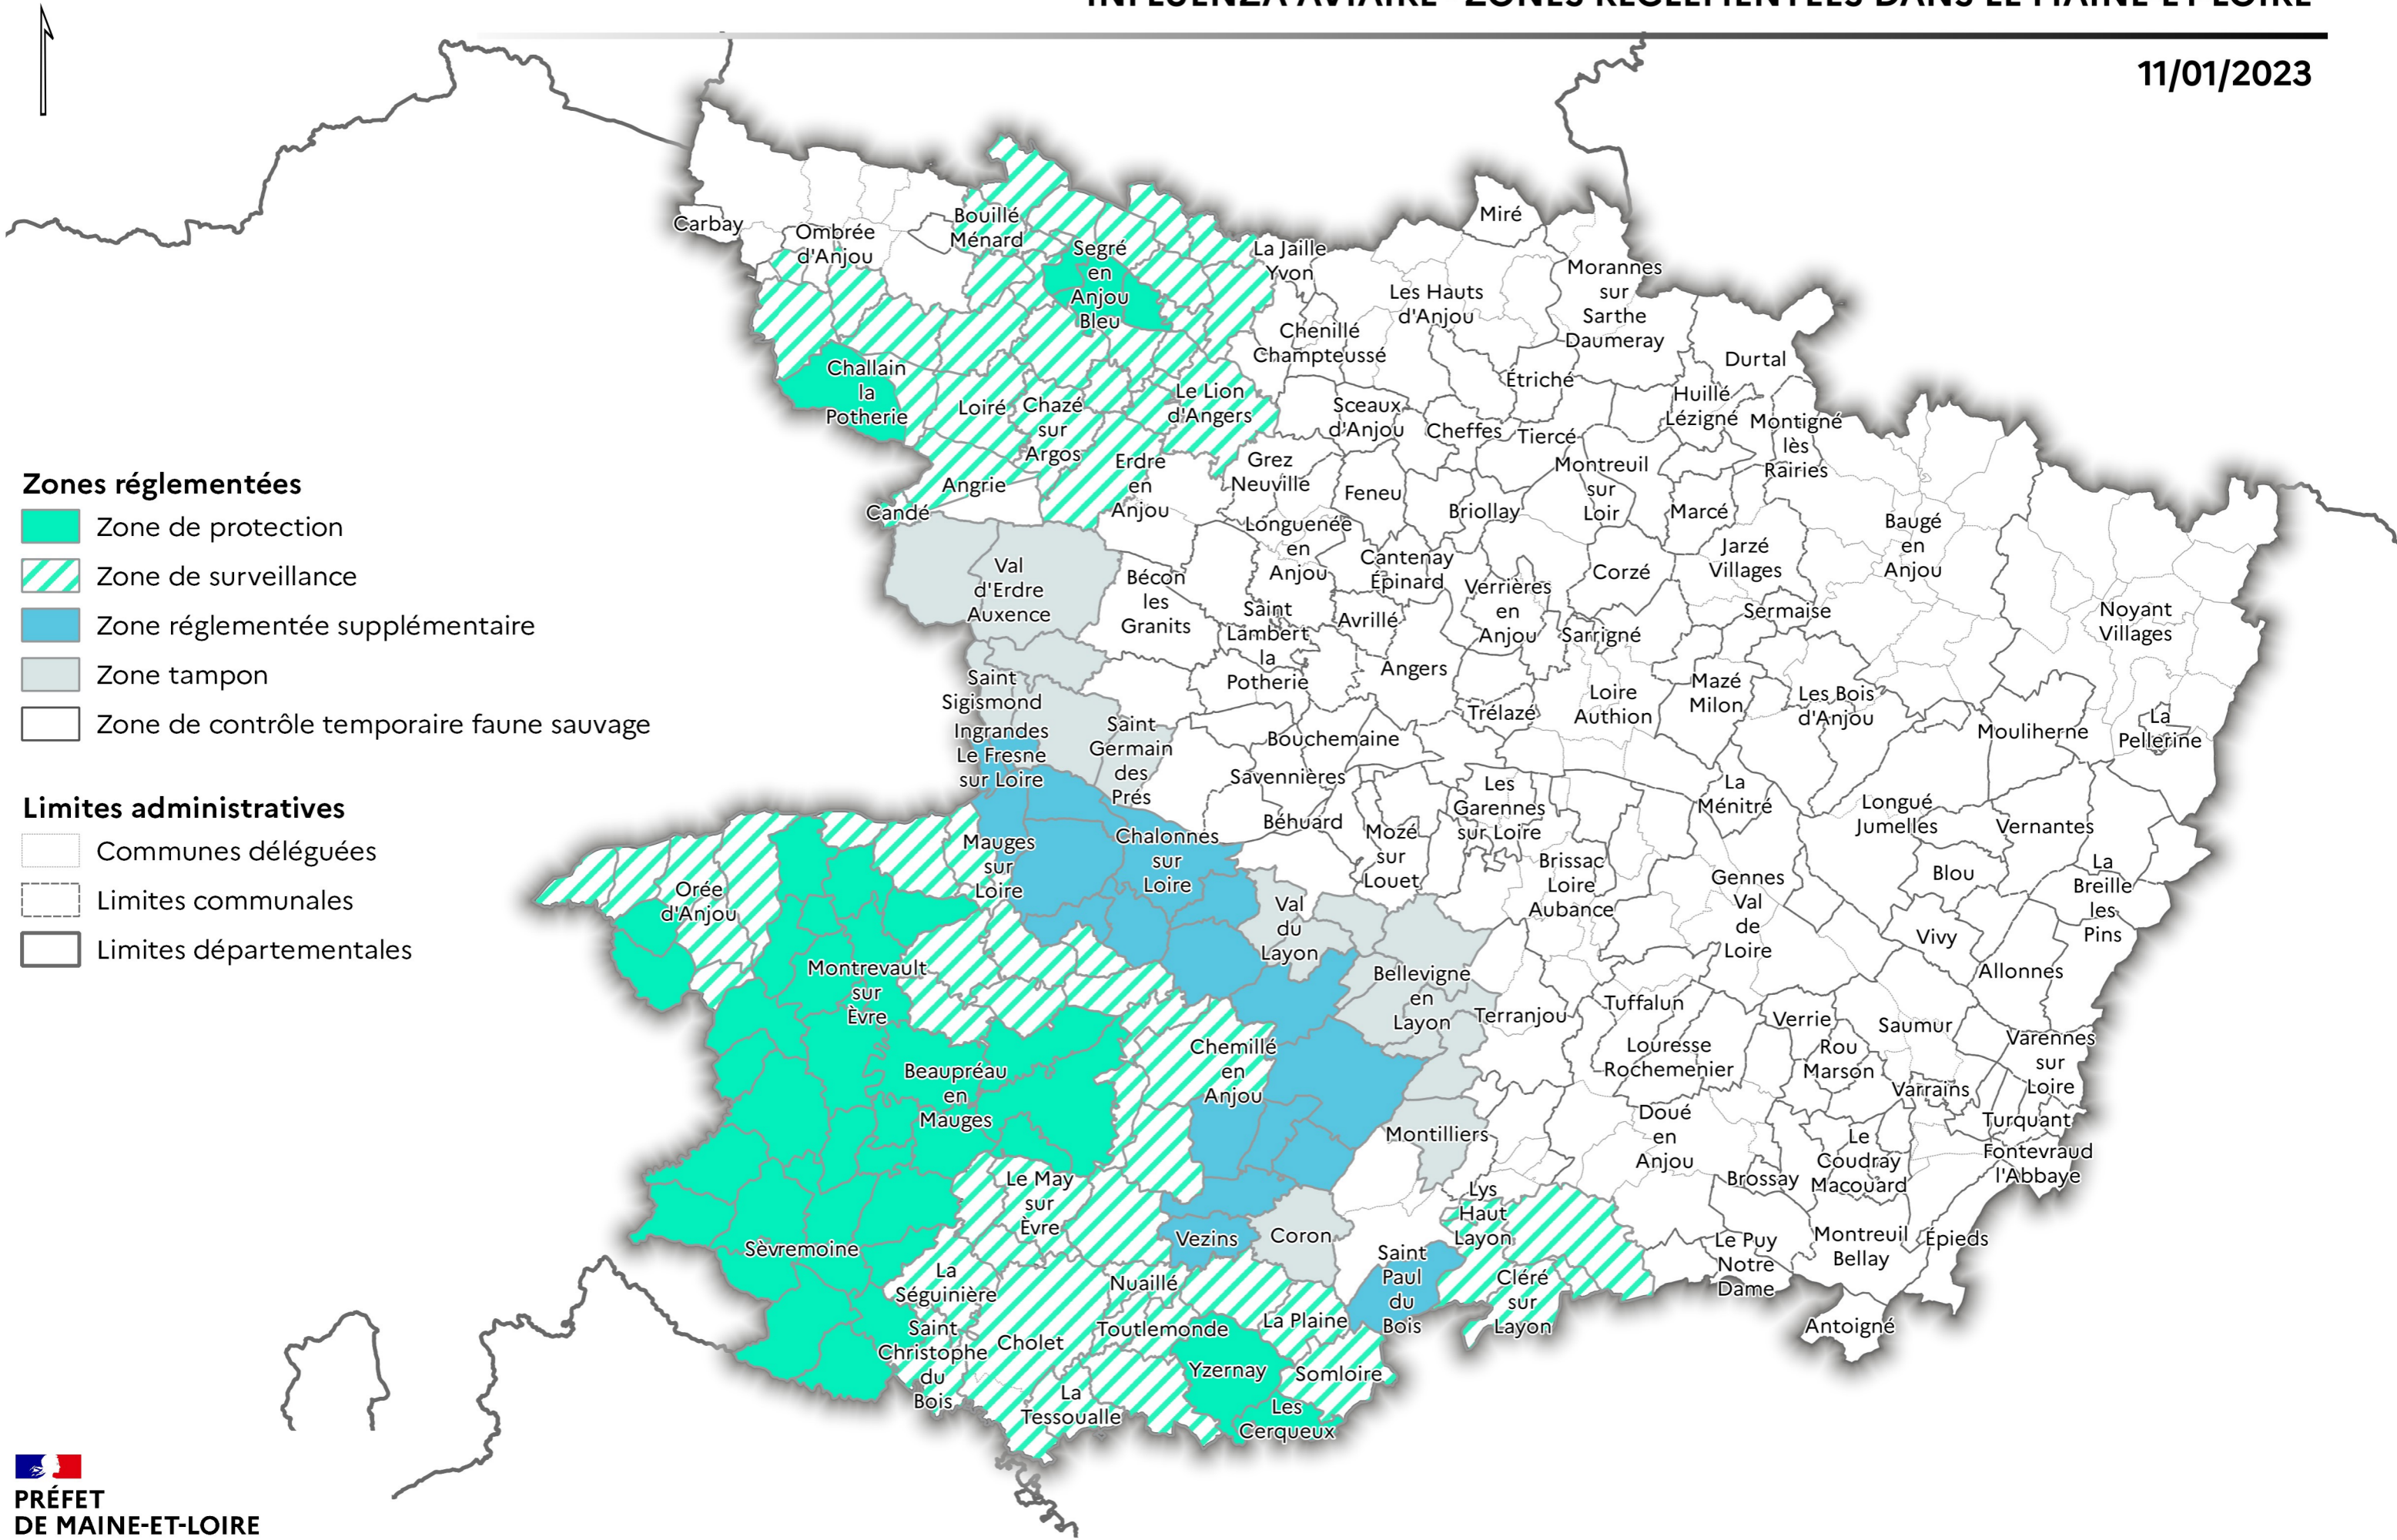 INFLUENZA AVIAIRE - ZONES RÉGLEMENTÉES DANS LE MAINE-ET-LOIRE
11/01/2023
Carbay
Ombrée
d'Anjou
Bouillé
Ménard
Segré
en
Anjou
Bleu
La Jaille
Yvon
Miré
Morannes
sur
Sarthe
Daumeray
Les Hauts
d'Anjou
Chenillé
Champteussé
Durtal
Étriché
Huillé
Lézigné
Montigné
lès
Rairies
Challain
la
Potherie
Loiré
Chazé
sur
Argos
Le Lion
d'Angers
Sceaux
d'Anjou
Cheffes
Tiercé
Montreuil
sur
Loir
Marcé
Angrie
Candé
Erdre
en
Anjou
Grez
Neuville
Feneu
Briollay
Baugé
en
Anjou
Longuenée
en
Anjou
Cantenay
Épinard
Verrières
en
Anjou
Corzé
Jarzé
Villages
Sermaise
Noyant
Villages
Val
d'Erdre
Auxence
Bécon
les
Granits
Saint
Lambert
la
Potherie
Avrillé
Angers
Sarrigné
Loire
Authion
Trélazé
Mazé
Milon
Les Bois
d'Anjou
Mouliherne
La
Pellerine
Saint
Sigismond
Ingrandes
Le Fresne
sur Loire
Saint
Germain
des
Prés
Bouchemaine
Savennières
Béhuard
Mozé
sur
Louet
Les
Garennes
sur Loire
La
Ménitré
Longué
Jumelles
Vernantes
Blou
La
Breille
les
Pins
Mauges
sur
Loire
Chalonnes
sur
Loire
Brissac
Loire
Aubance
Gennes
Val
de
Loire
Vivy
Allonnes
Orée
d'Anjou
Montrevault
sur
Èvre
Val
du
Layon
Bellevigne
en
Layon
Terranjou
Tuffalun
Verrie
Saumur
Varennes
sur
Loire
Louresse
Rochemenier
Rou
Marson
Varrains
Turquant
Fontevraud
l'Abbaye
Beaupréau
en
Mauges
Chemillé
en
Anjou
Montilliers
Doué
en
Anjou
Le
Coudray
Macouard
Brossay
Le May
sur
Èvre
Vezins
Coron
Lys
Haut
Layon
Le Puy
Notre
Dame
Montreuil
Bellay
Épieds
Antoigné
Sèvremoine
La
Séguinière
Nuaillé
Saint
Paul
du
Bois
Cléré
sur
Layon
Saint
Christophe
du
Bois
Cholet
Toutlemonde
La Plaine
Yzernay
Somloire
La
Tessoualle
Les
Cerqueux
Zones réglementées
Zone de protection
Zone de surveillance
Zone réglementée supplémentaire
Zone tampon
Zone de contrôle temporaire faune sauvage
Limites administratives
Communes déléguées
Limites communales
Limites départementales
PRÉFET
DE MAINE-ET-LOIRE